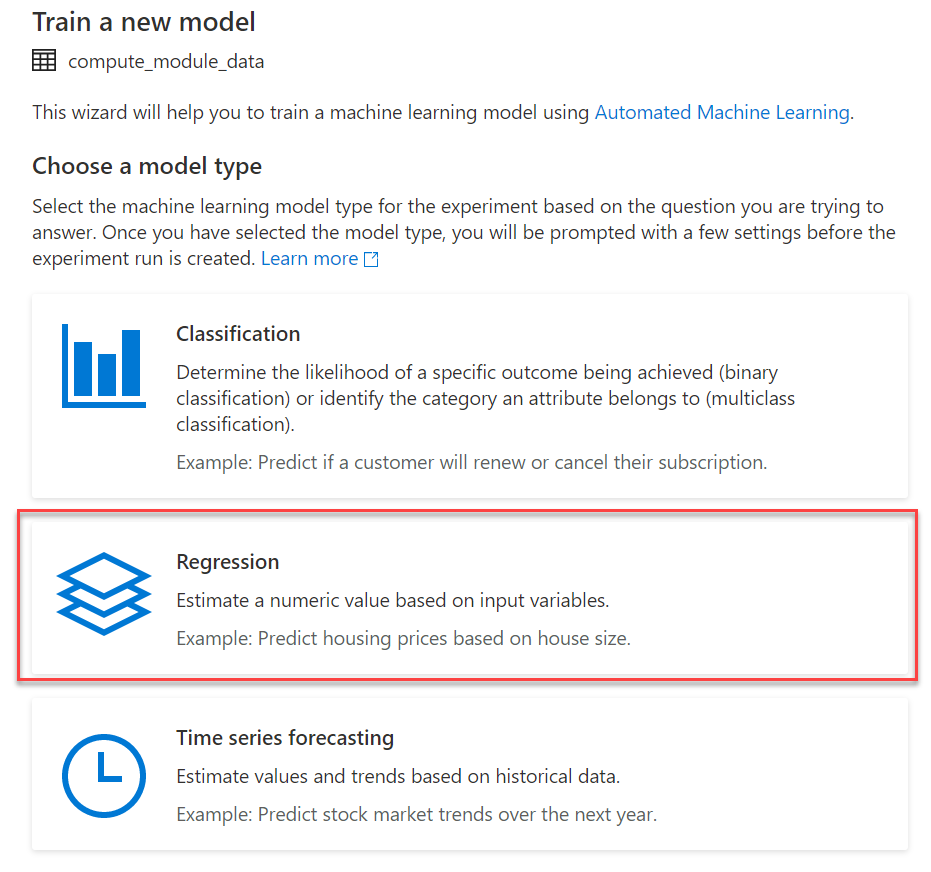 Train a new model
compute_module_data
This wizard will help you to train a machine learning model using Automated Machine Learning.
Choose a model type
Select the machine learning model type for the experiment based on the question you are trying to
answer. Once you have selected the model type, you will be prompted with a few settings before the
experiment run is created. Learn more
Classification
Determine the likelihood of a specific outcome being achieved (binary
classification) or identify the category an attribute belongs to (multiclass
classification).
Example: Predict if a customer will renew or cancel their subscription.
Regression
Estimate a numeric value based on input variables.
Example: Predict housing prices based on house size.
Time series forecasting
Estimate values and trends based on historical data.
Example: Predict stock market trends over the next year.